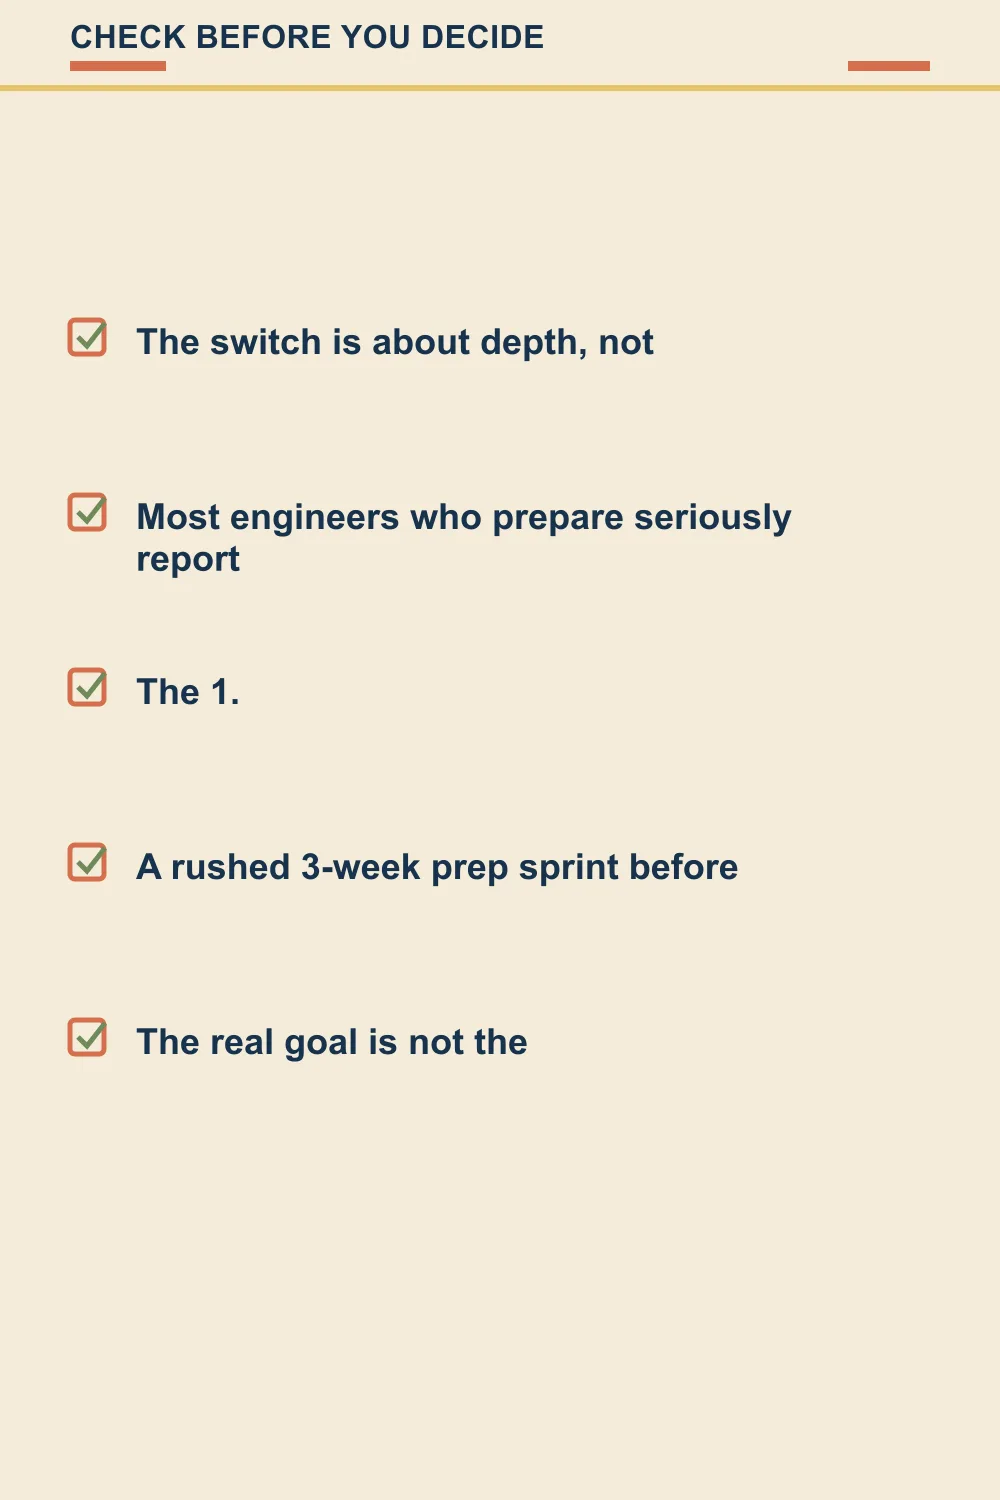 CHECK BEFORE YOU DECIDE
The switch is about depth, not
Most engineers who prepare seriously
report
The 1.
A rushed 3-week prep sprint before
The real goal is not the